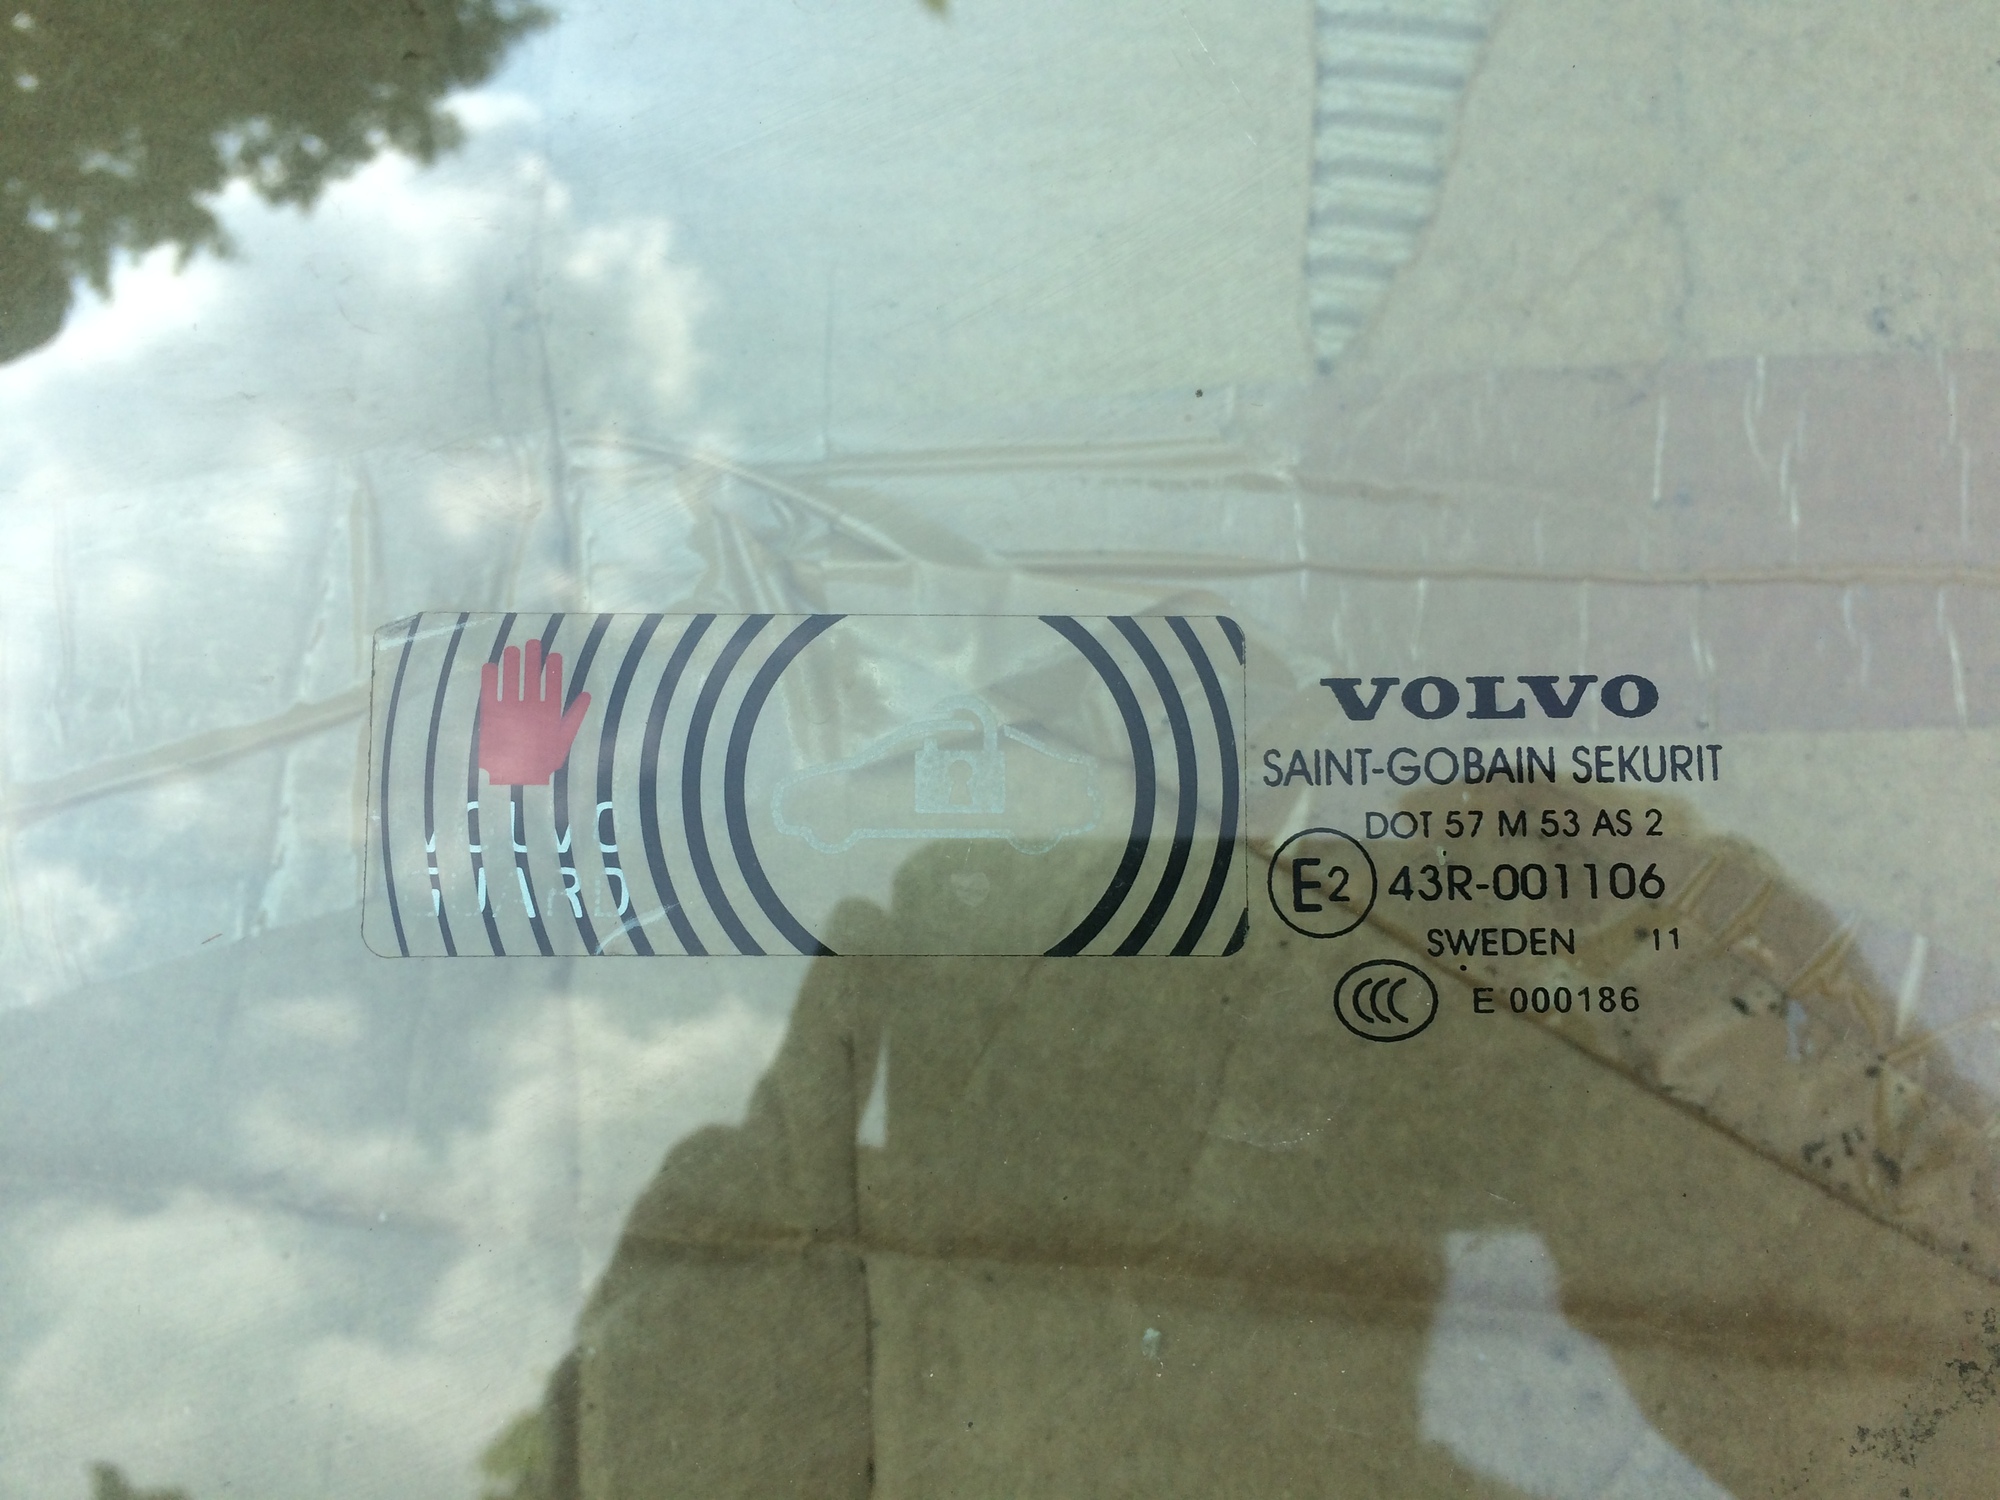 VOLVO
GUARD
VOLVO
SAINT-GOBAIN SEKURIT
DOT 57 M 53 AS 2
E2 43R-001106
SWEDEN 11
CCC E 000186